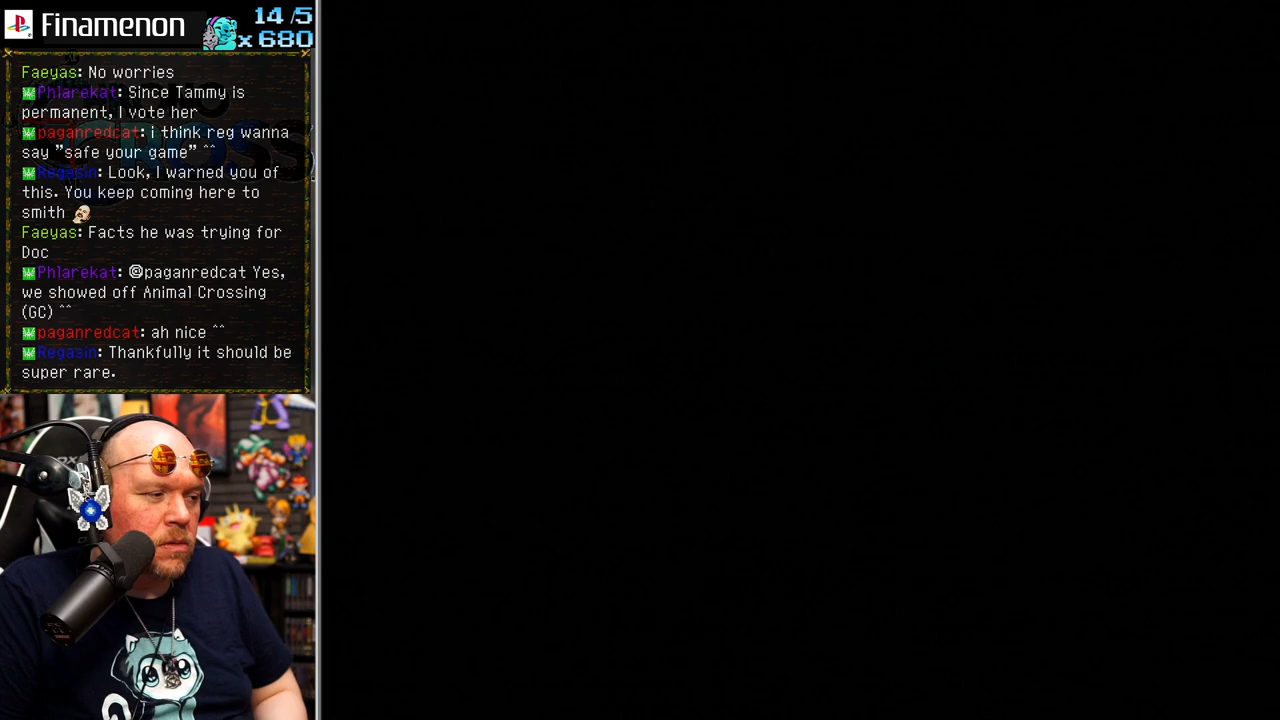 Finamenon
14/5
x680
Faeyas: No worries
Phlarekat: Since Tammy is
permanent, I vote her
paganredcat: i think reg wanna
say "safe your game" ^^
Regasin: Look, I warned you of
this. You keep coming here to
smith
Faeyas: Facts he was trying for
Doc
Phlarekat: @paganredcat Yes,
we showed off Animal Crossing
(GC) ^^
paganredcat: ah nice ^^
Regasin: Thankfully it should be
super rare.